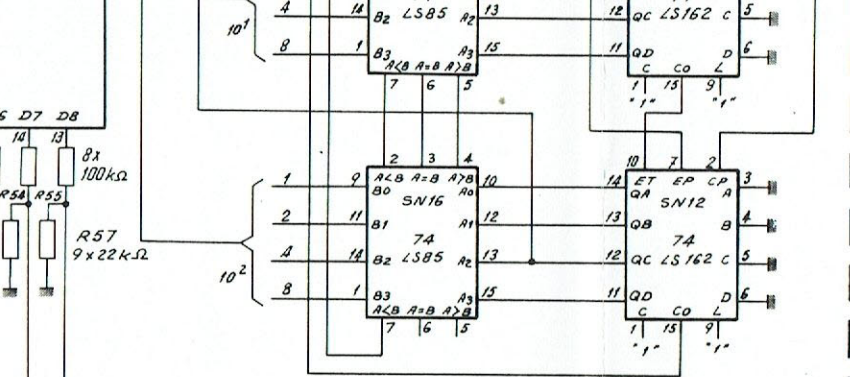 4 14 B2 LS85 A2 13 12 QC LS162 C 5
10¹
8 1 B3 A3 15 11 QD D 6
A<B A=B A>B C CO L
7 6 5 1 15 9
"1" "1"
6 D7 D8
14 13
8x
100kΩ
2 3 4 10 7 2
R54 R55
1 9 A<B A=B A>B 10 14 ET EP CP 3
B0 A0 QA A
SN16 SN12
2 11 B1 A1 12 13 QB B 4
R57
9x22kΩ
74 74
4 14 B2 LS85 A2 13 12 QC LS162 C 5
10²
8 1 B3 A3 15 11 QD D 6
A<B A=B A>B C CO L
7 6 5 1 15 9
"1" "1"